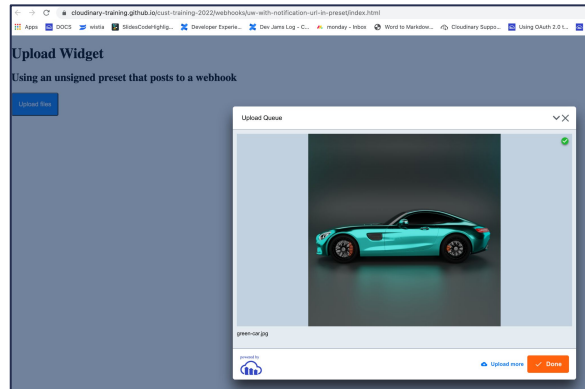 cloudinary-training.github.io/cust-training-2022/webhooks/uw-with-notification-url-in-preset/index.html
Apps DOCS wistia SlidesCodeHighlig... Developer Experie... Dev Jams Log - C... monday - Inbox Word to Markdow... Cloudinary Suppo... Using OAuth 2.0 t...
Upload Widget
Using an unsigned preset that posts to a webhook
Upload files
Upload Queue
green-car.jpg
powered by
Upload more Done